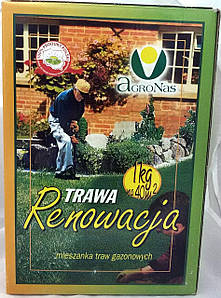 AGRONAS
1kg
na 40m2
TRAWA
Renowacja
mieszanka traw gazonowych